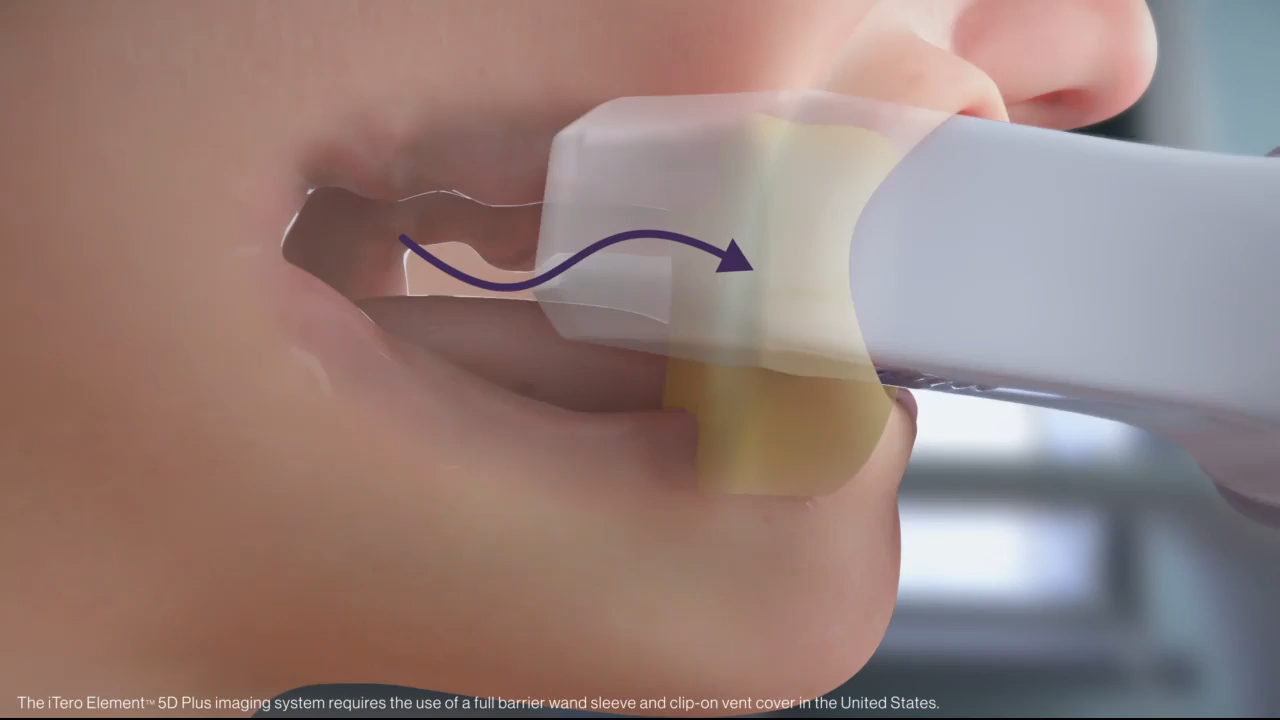 The iTero Element™ 5D Plus imaging system requires the use of a full barrier wand sleeve and clip-on vent cover in the United States.